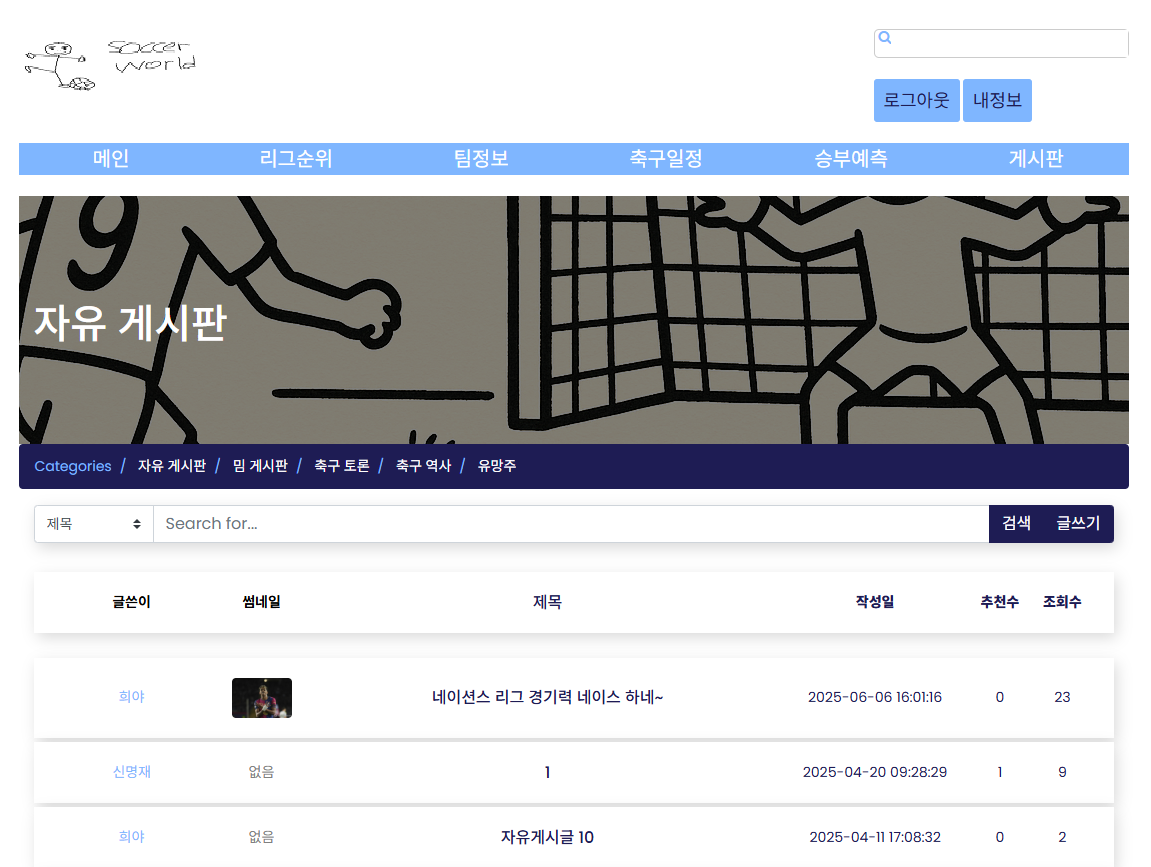 Soccer
World
로그아웃 내정보
메인 리그순위 팀정보 축구일정 승부예측 게시판
9
자유 게시판
Categories / 자유 게시판 / 밈 게시판 / 축구 토론 / 축구 역사 / 유망주
제목 Search for... 검색 글쓰기
글쓴이 썸네일 제목 작성일 추천수 조회수
희야 네이션스 리그 경기력 네이스 하네~ 2025-06-06 16:01:16 0 23
신명재 없음 1 2025-04-20 09:28:29 1 9
희야 없음 자유게시글 10 2025-04-11 17:08:32 0 2